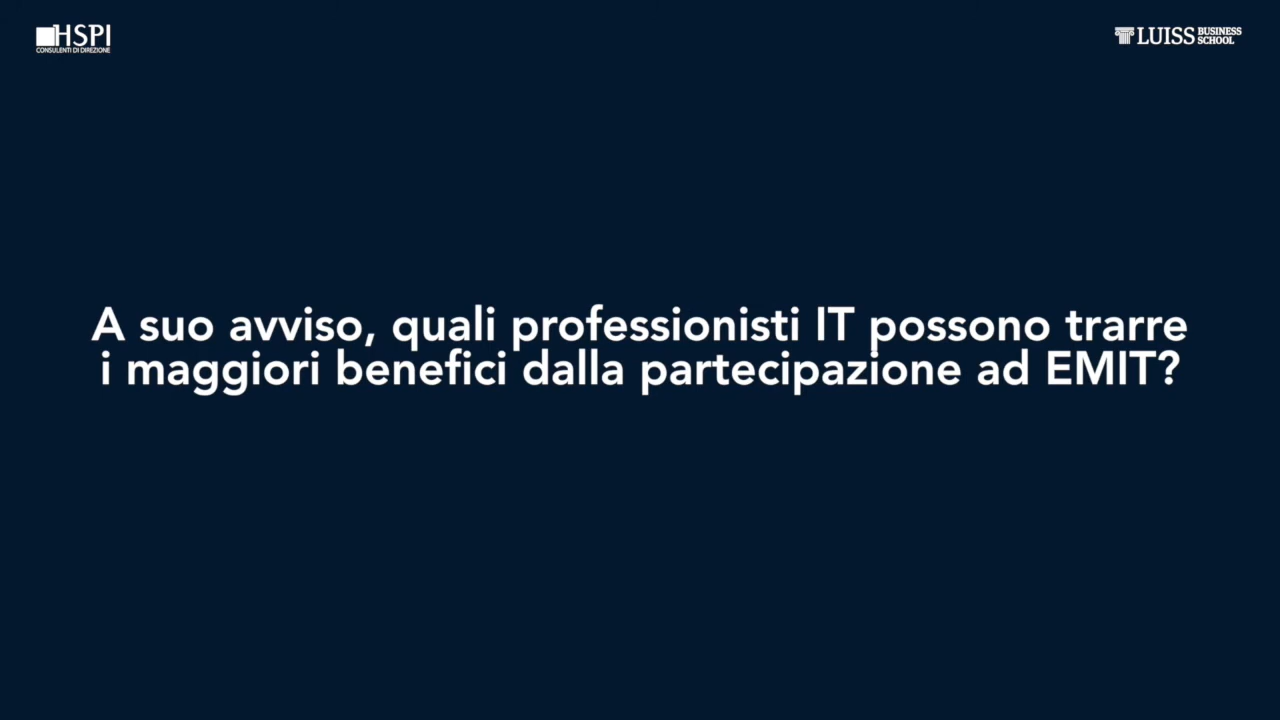 HSPI
CONSULENTI DI DIREZIONE
LUISS BUSINESS SCHOOL
A suo avviso, quali professionisti IT possono trarre
i maggiori benefici dalla partecipazione ad EMIT?